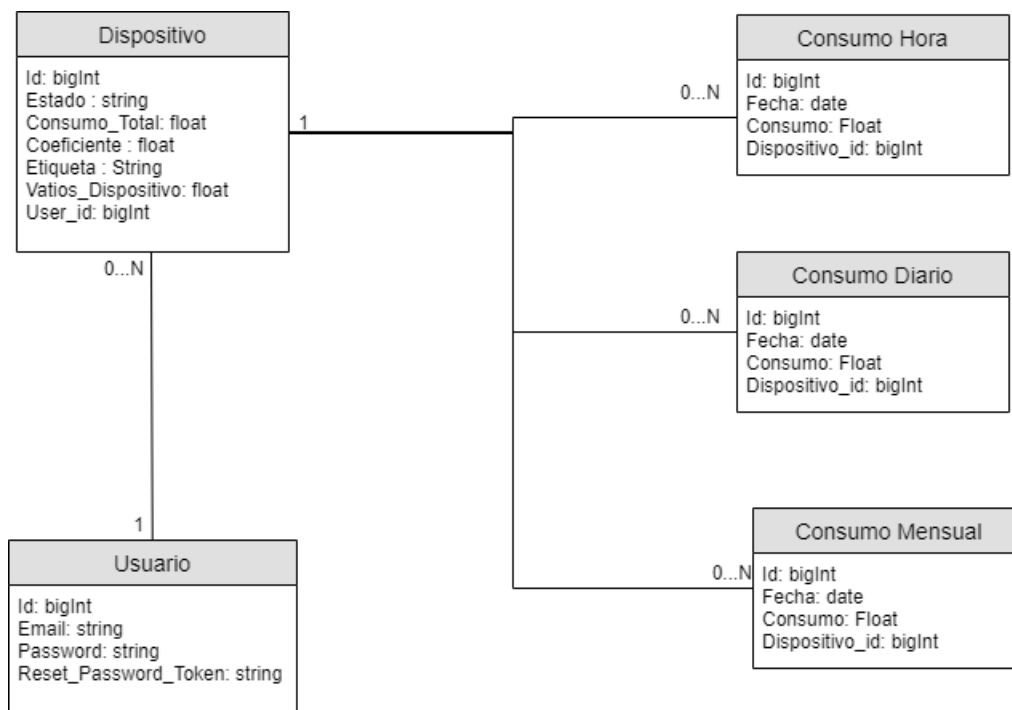 Dispositivo
Id: bigInt
Estado : string
Consumo_Total: float
Coeficiente : float
Etiqueta : String
Vatios_Dispositivo: float
User_id: bigInt
1
0...N
Consumo Hora
Id: bigInt
Fecha: date
Consumo: Float
Dispositivo_id: bigInt
0...N
Consumo Diario
Id: bigInt
Fecha: date
Consumo: Float
Dispositivo_id: bigInt
0...N
1
Usuario
Id: bigInt
Email: string
Password: string
Reset_Password_Token: string
Consumo Mensual
0...N
Id: bigInt
Fecha: date
Consumo: Float
Dispositivo_id: bigInt